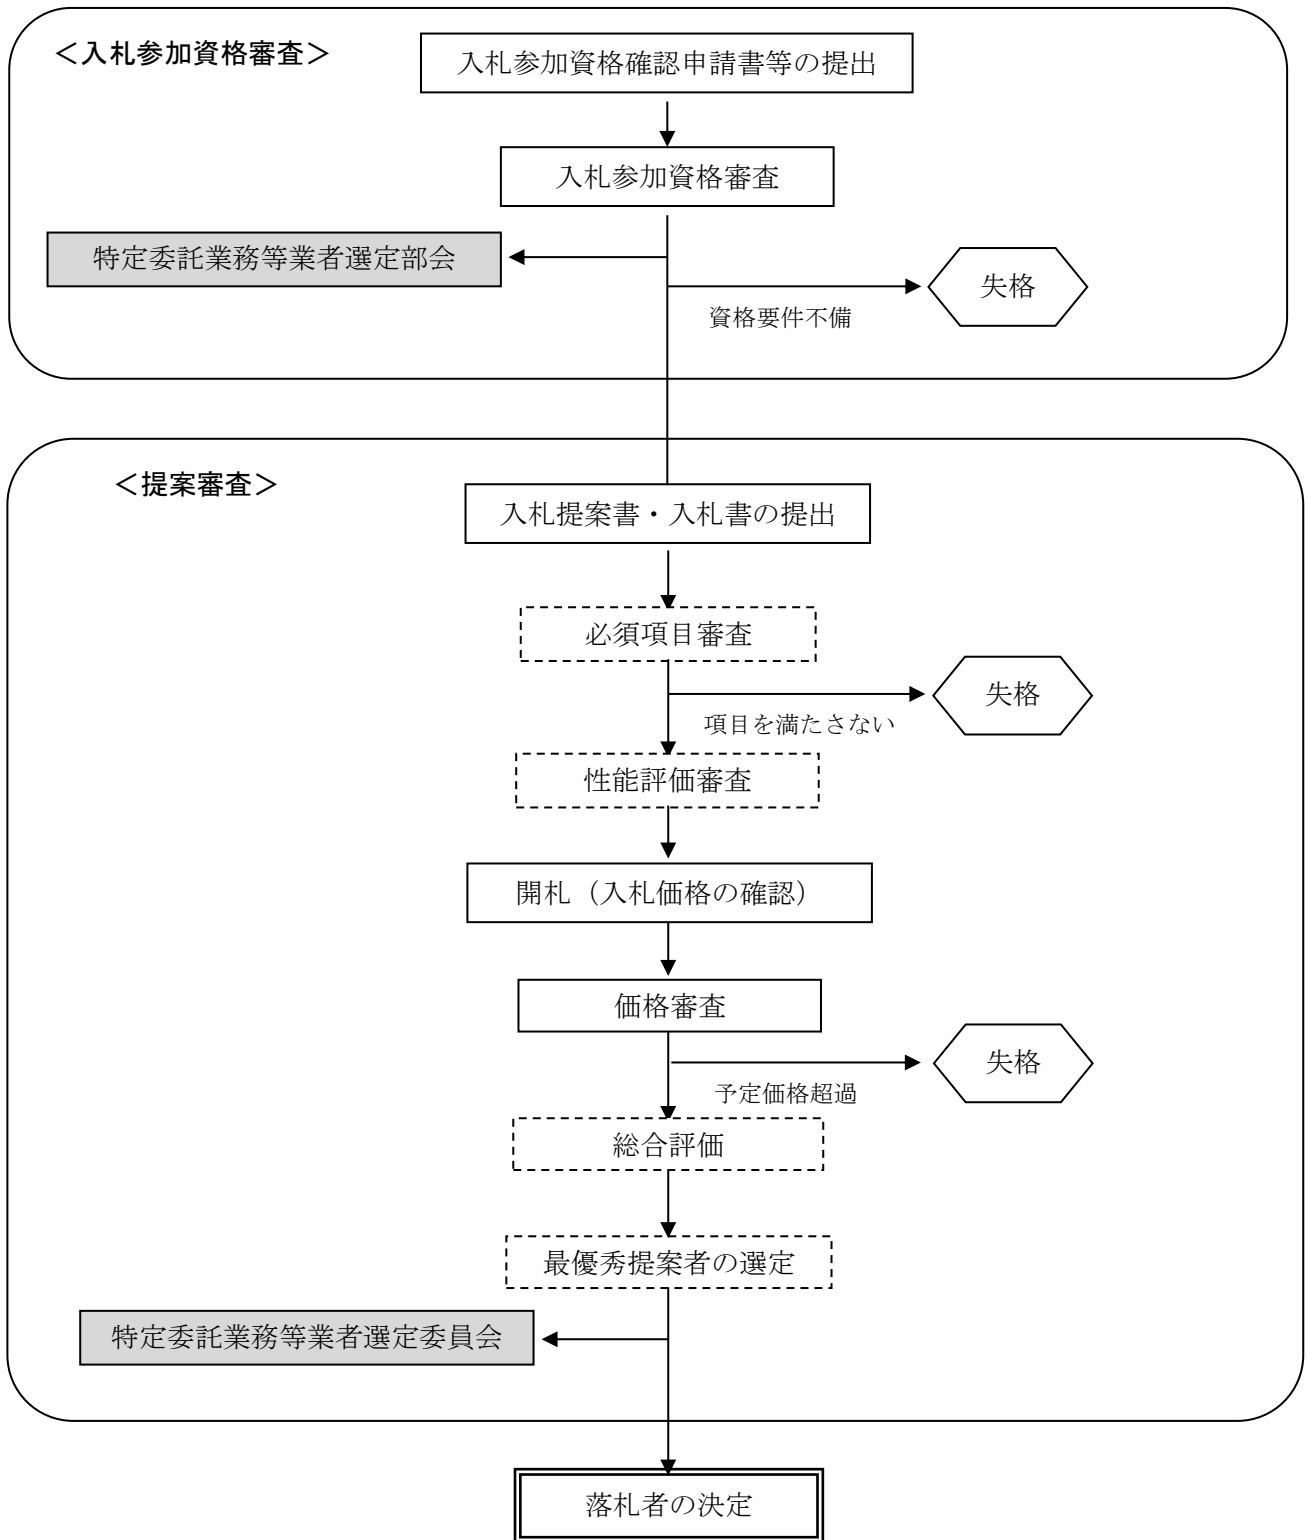 ＜入札参加資格審査＞
入札参加資格確認申請書等の提出
入札参加資格審査
特定委託業務等業者選定部会
失格
資格要件不備
＜提案審査＞
入札提案書・入札書の提出
必須項目審査
失格
項目を満たさない
性能評価審査
開札（入札価格の確認）
価格審査
失格
予定価格超過
総合評価
最優秀提案者の選定
特定委託業務等業者選定委員会
落札者の決定